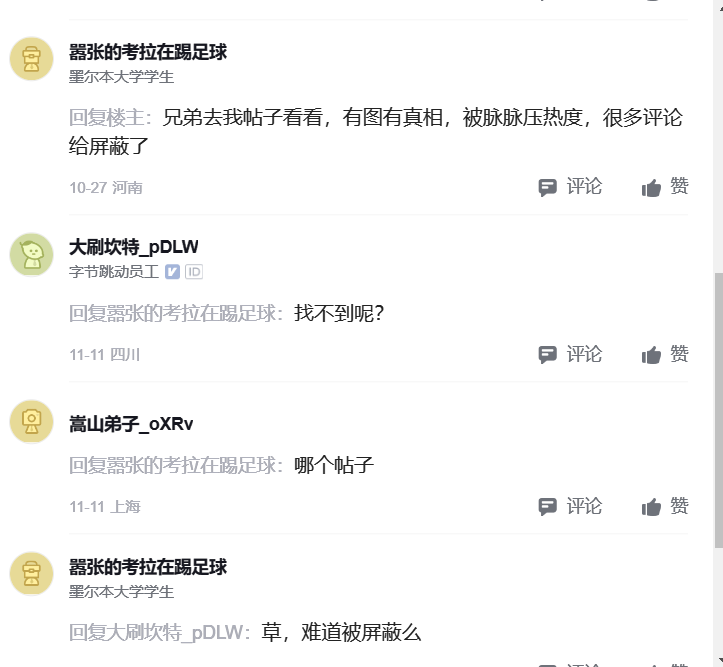 嚣张的考拉在踢足球
墨尔本大学学生
回复楼主：兄弟去我帖子看看，有图有真相，被脉脉压热度，很多评论
给屏蔽了
10-27 河南 评论 赞
大刷坎特_pDLW
字节跳动员工 V ID
回复嚣张的考拉在踢足球：找不到呢？
11-11 四川 评论 赞
嵩山弟子_oXRv
回复嚣张的考拉在踢足球：哪个帖子
11-11 上海 评论 赞
嚣张的考拉在踢足球
墨尔本大学学生
回复大刷坎特_pDLW：草，难道被屏蔽么